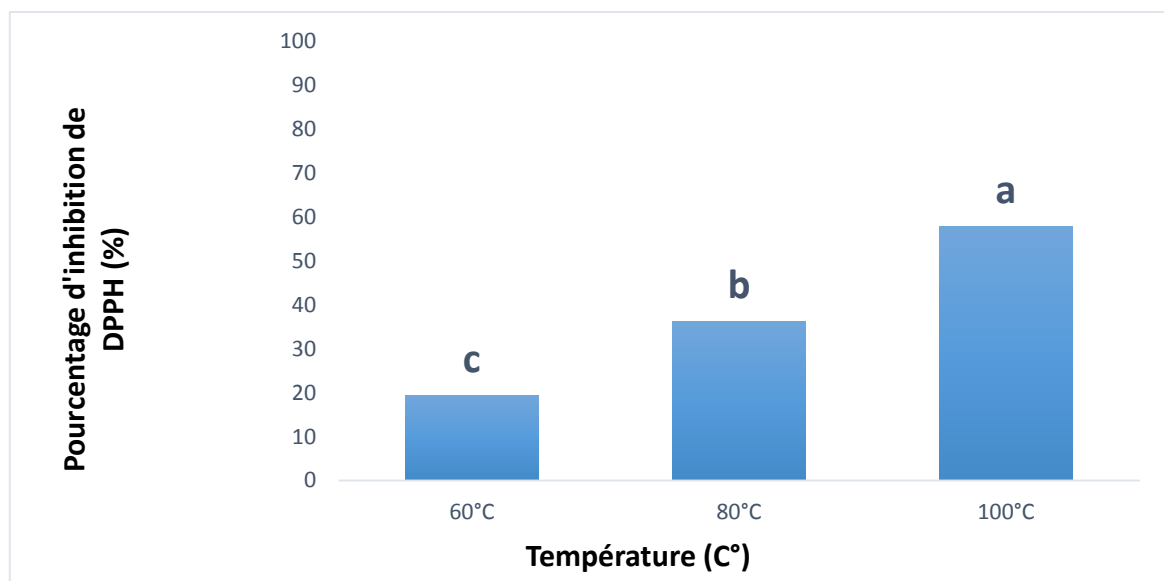 Pourcentage d'inhibition de
DPPH (%)
100
90
80
70
60
50
40
30
20
10
0
c
b
a
60°C
80°C
100°C
Température (C°)